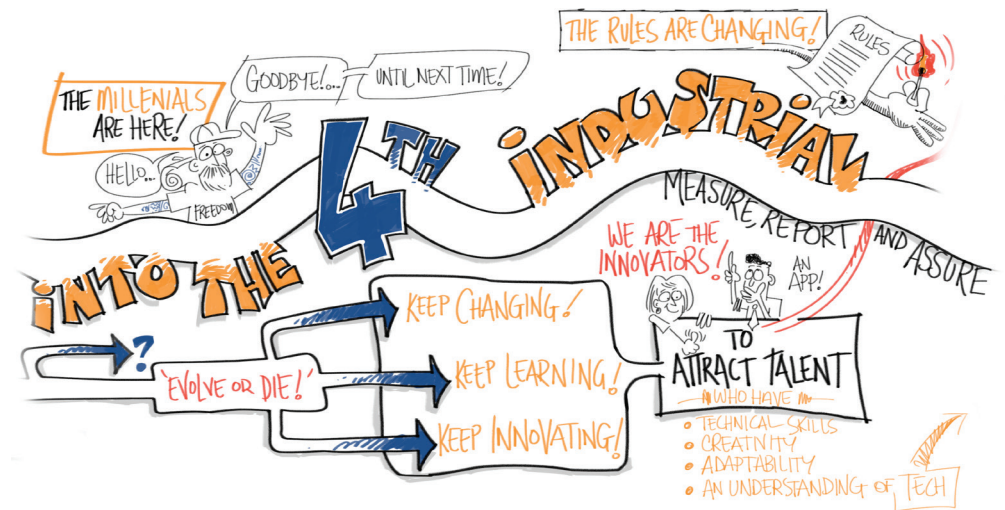 THE RULES ARE CHANGING!
RULES
THE MILLENIALS
ARE HERE!
GOODBYE!...
UNTIL NEXT TIME!
HELLO...
FREEDOM
INTO THE 4TH INDUSTRIAL
MEASURE, REPORT AND ASSURE
WE ARE THE
INNOVATORS!
AN
APP!
?
'EVOLVE OR DIE!'
KEEP CHANGING!
KEEP LEARNING!
KEEP INNOVATING!
TO
ATTRACT TALENT
WHO HAVE
• TECHNICAL SKILLS
• CREATIVITY
• ADAPTABILITY
• AN UNDERSTANDING OF TECH